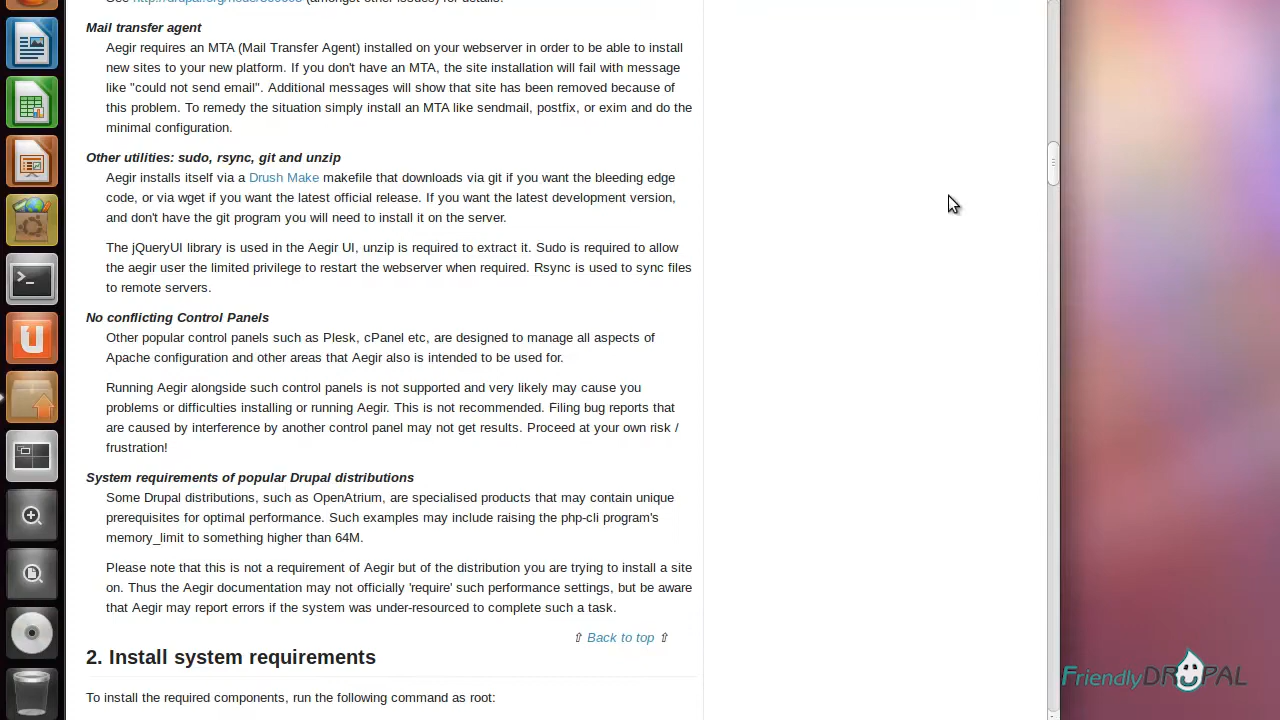 See http://drupal.org/node/ (amongst other issues) for details.
Mail transfer agent
Aegir requires an MTA (Mail Transfer Agent) installed on your webserver in order to be able to install
new sites to your new platform. If you don't have an MTA, the site installation will fail with message
like "could not send email". Additional messages will show that site has been removed because of
this problem. To remedy the situation simply install an MTA like sendmail, postfix, or exim and do the
minimal configuration.
Other utilities: sudo, rsync, git and unzip
Aegir installs itself via a Drush Make makefile that downloads via git if you want the bleeding edge
code, or via wget if you want the latest official release. If you want the latest development version,
and don't have the git program you will need to install it on the server.
The jQueryUI library is used in the Aegir UI, unzip is required to extract it. Sudo is required to allow
the aegir user the limited privilege to restart the webserver when required. Rsync is used to sync files
to remote servers.
No conflicting Control Panels
Other popular control panels such as Plesk, cPanel etc, are designed to manage all aspects of
Apache configuration and other areas that Aegir also is intended to be used for.
Running Aegir alongside such control panels is not supported and very likely may cause you
problems or difficulties installing or running Aegir. This is not recommended. Filing bug reports that
are caused by interference by another control panel may not get results. Proceed at your own risk /
frustration!
System requirements of popular Drupal distributions
Some Drupal distributions, such as OpenAtrium, are specialised products that may contain unique
prerequisites for optimal performance. Such examples may include raising the php-cli program's
memory_limit to something higher than 64M.
Please note that this is not a requirement of Aegir but of the distribution you are trying to install a site
on. Thus the Aegir documentation may not officially 'require' such performance settings, but be aware
that Aegir may report errors if the system was under-resourced to complete such a task.
⇧ Back to top ⇧
2. Install system requirements
To install the required components, run the following command as root:
FriendlyDRUPAL